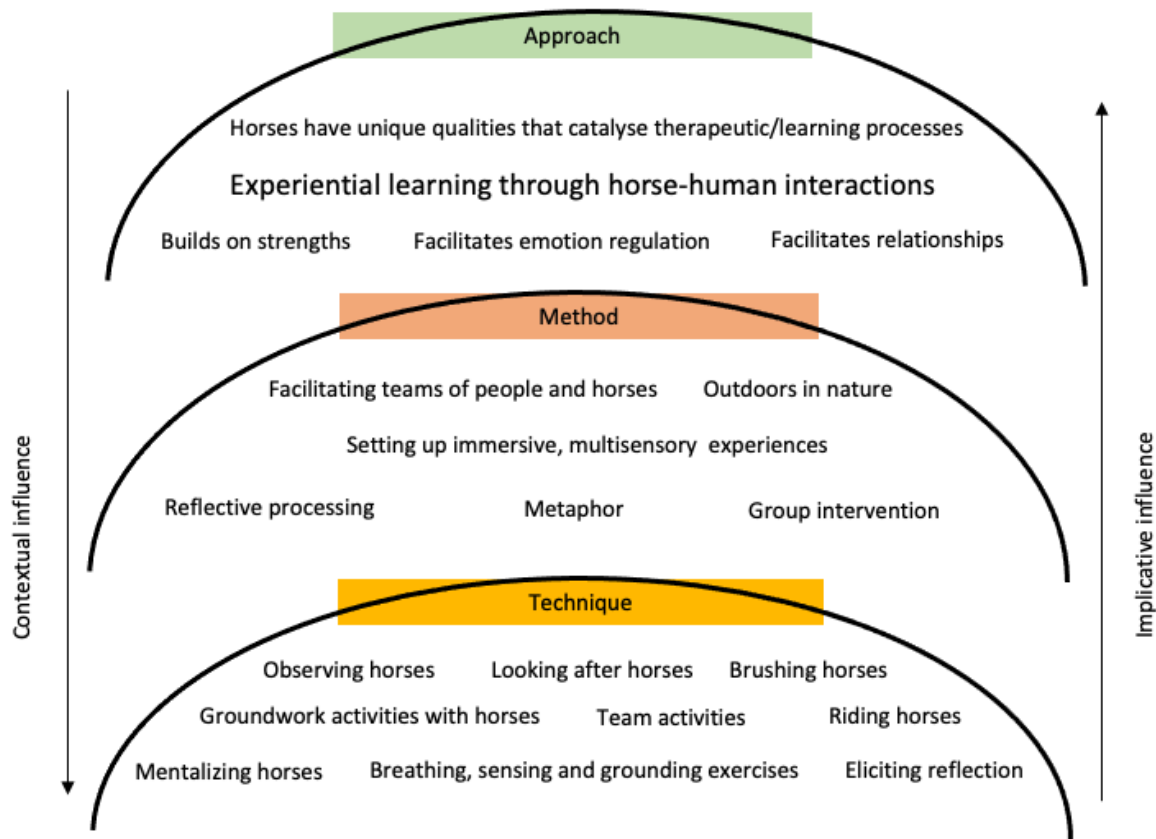 Approach
Horses have unique qualities that catalyse therapeutic/learning processes
Experiential learning through horse-human interactions
Builds on strengths Facilitates emotion regulation Facilitates relationships
Method
Facilitating teams of people and horses Outdoors in nature
Setting up immersive, multisensory experiences
Reflective processing Metaphor Group intervention
Technique
Observing horses Looking after horses Brushing horses
Groundwork activities with horses Team activities Riding horses
Mentalizing horses Breathing, sensing and grounding exercises Eliciting reflection
Contextual influence
Implicative influence